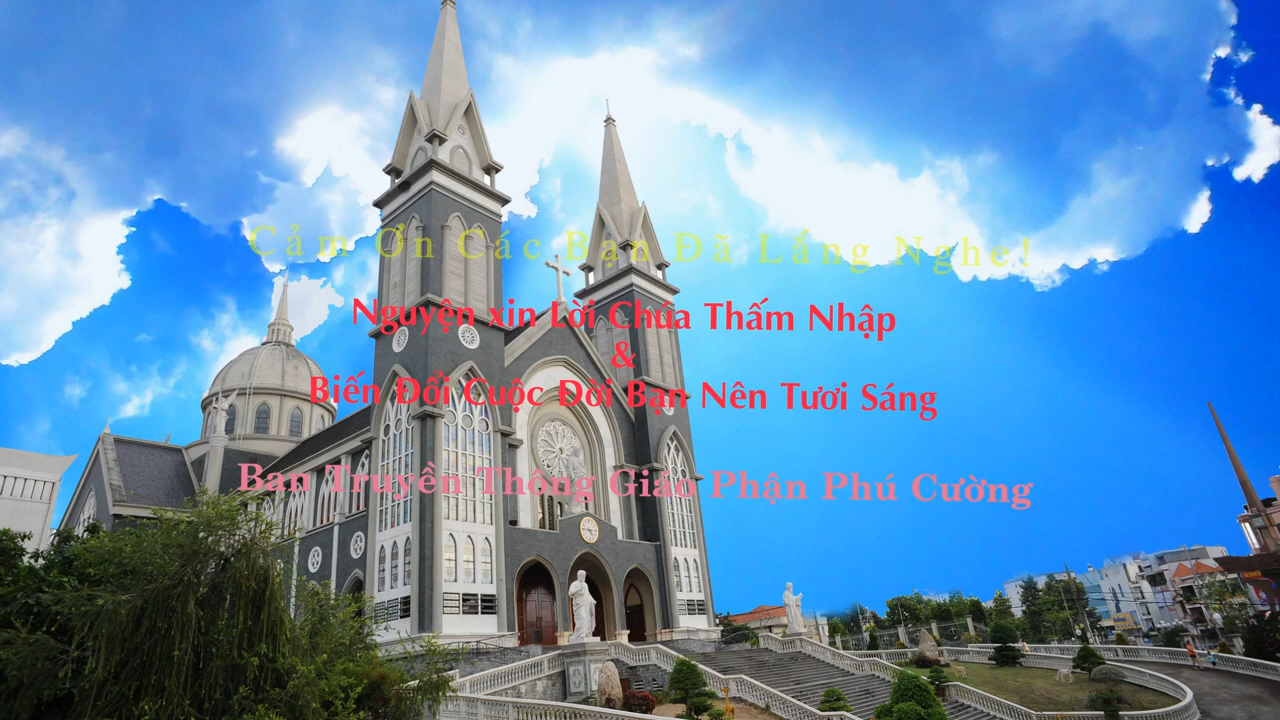 Cảm Ơn Các Bạn Đã Lắng Nghe!
Nguyện xin Lời Chúa Thấm Nhập
&
Biến Đổi Cuộc Đời Bạn Nên Tươi Sáng
Ban Truyền Thông Giáo Phận Phú Cường